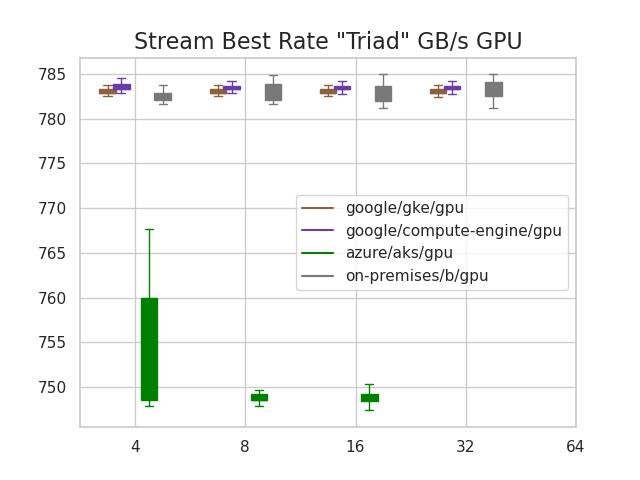 Stream Best Rate "Triad" GB/s GPU
785
780
775
770
765
760
755
750
google/gke/gpu
google/compute-engine/gpu
azure/aks/gpu
on-premises/b/gpu
4 8 16 32 64